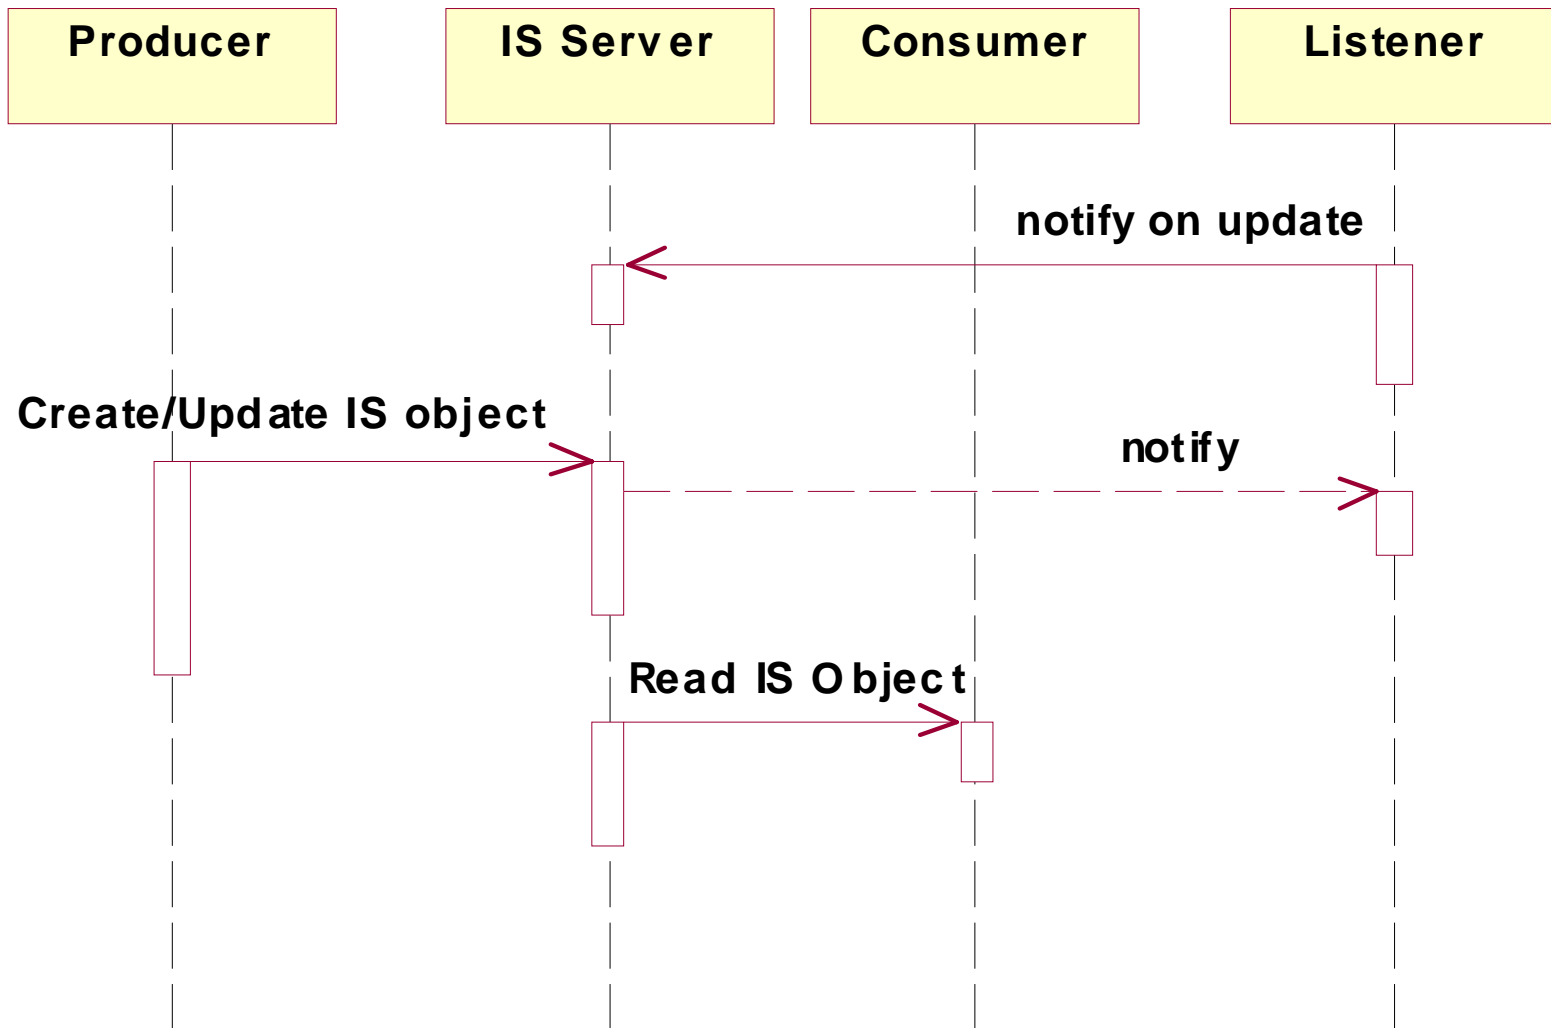 Producer
IS Server
Consumer
Listener
notify on update
Create/Update IS object
notify
Read IS Object